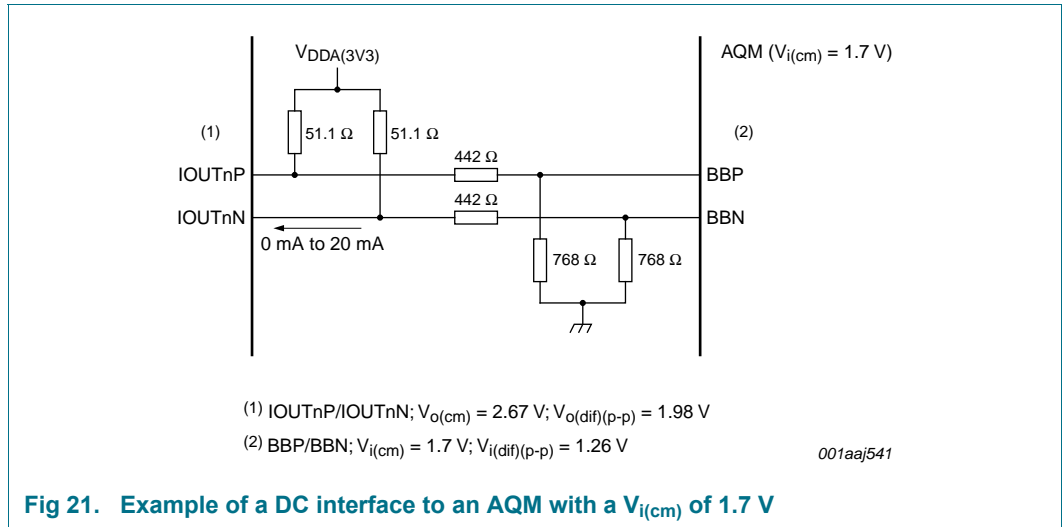 VDDA(3V3)
AQM (Vi(cm) = 1.7 V)
(1)
51.1 Ω
51.1 Ω
(2)
442 Ω
IOUTnP
BBP
442 Ω
IOUTnN
BBN
0 mA to 20 mA
768 Ω
768 Ω
(1) IOUTnP/IOUTnN; Vo(cm) = 2.67 V; Vo(dif)(p-p) = 1.98 V
(2) BBP/BBN; Vi(cm) = 1.7 V; Vi(dif)(p-p) = 1.26 V
001aaj541
Fig 21. Example of a DC interface to an AQM with a Vi(cm) of 1.7 V